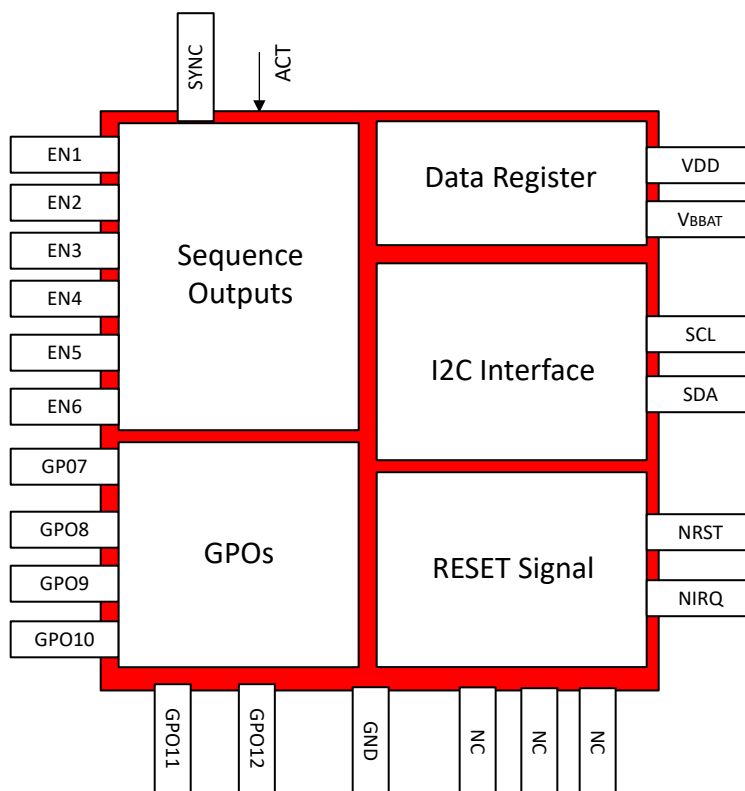 SYNC
ACT
EN1
EN2
EN3
EN4
EN5
EN6
GP07
GPO8
GPO9
GPO10
Sequence
Outputs
GPOs
Data Register
I2C Interface
RESET Signal
VDD
VBBAT
SCL
SDA
NRST
NIRQ
GPO11
GPO12
GND
NC
NC
NC